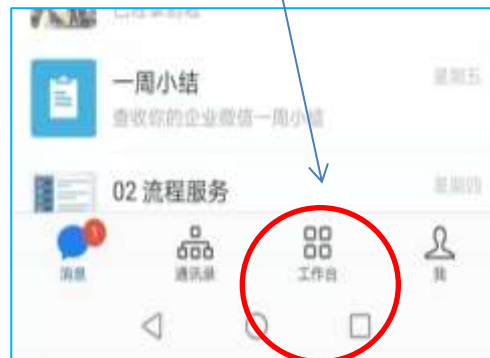 一周小结
星期五
查收你的企业微信一周小结
02 流程服务
星期四
1
消息
通讯录
工作台
我